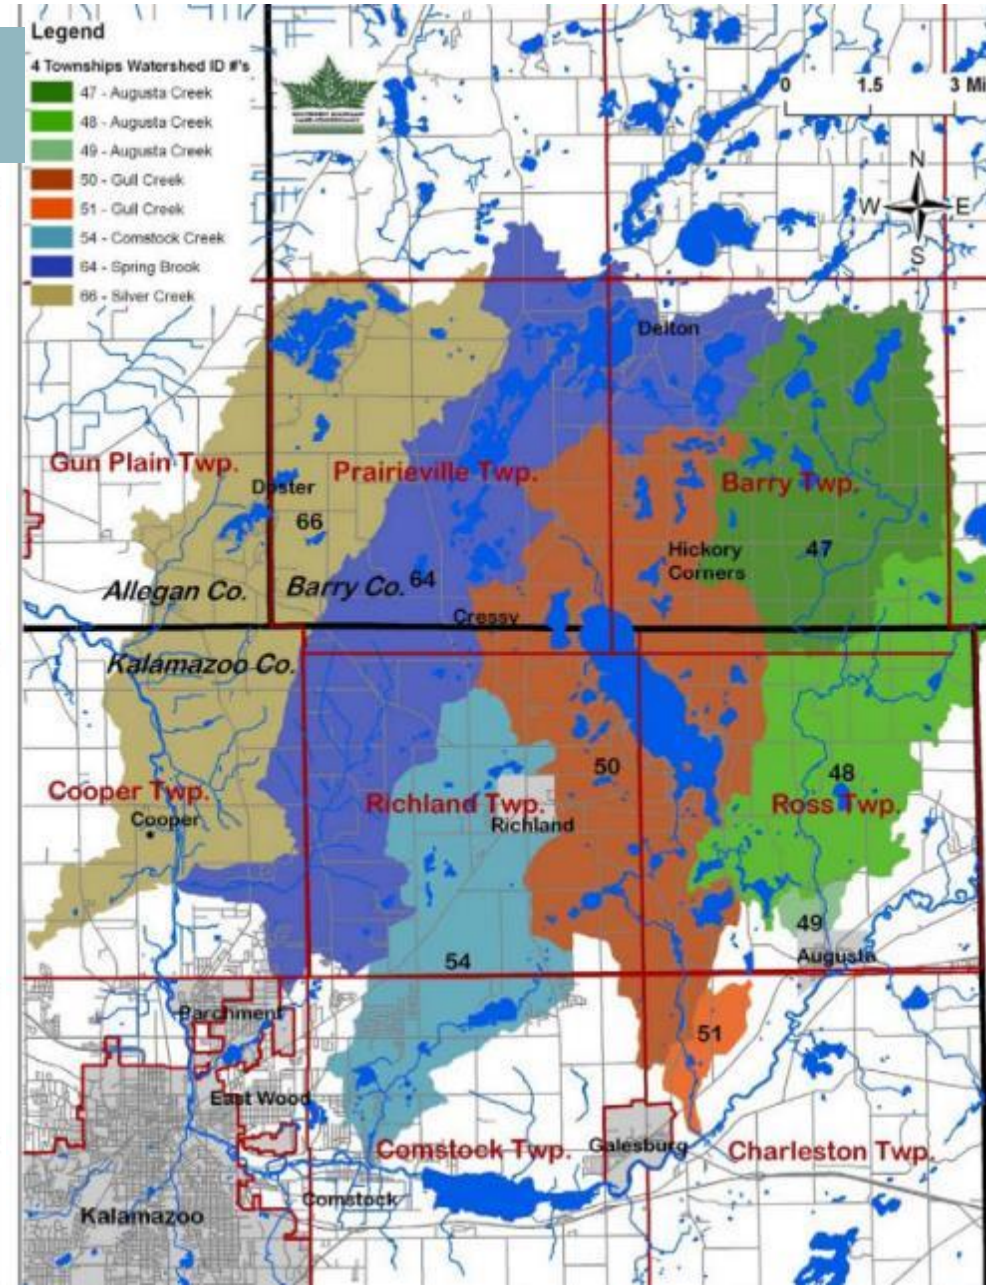 Legend
4 Townships Watershed ID #'s
47 - Augusta Creek
48 - Augusta Creek
49 - Augusta Creek
50 - Gull Creek
51 - Gull Creek
54 - Comstock Creek
64 - Spring Brook
66 - Silver Creek
0 1.5 3 Mi
N
W E
S
Delton
Gun Plain Twp.
Prairieville Twp.
Barry Twp.
Doster
66
Hickory
Corners
47
Allegan Co.
Barry Co.
64
Cressy
Kalamazoo Co.
50
48
Cooper Twp.
Richland Twp.
Ross Twp.
Cooper
Richland
49
Augusta
54
Parchment
51
East Wood
Comstock Twp.
Galesburg
Charleston Twp.
Comstock
Kalamazoo